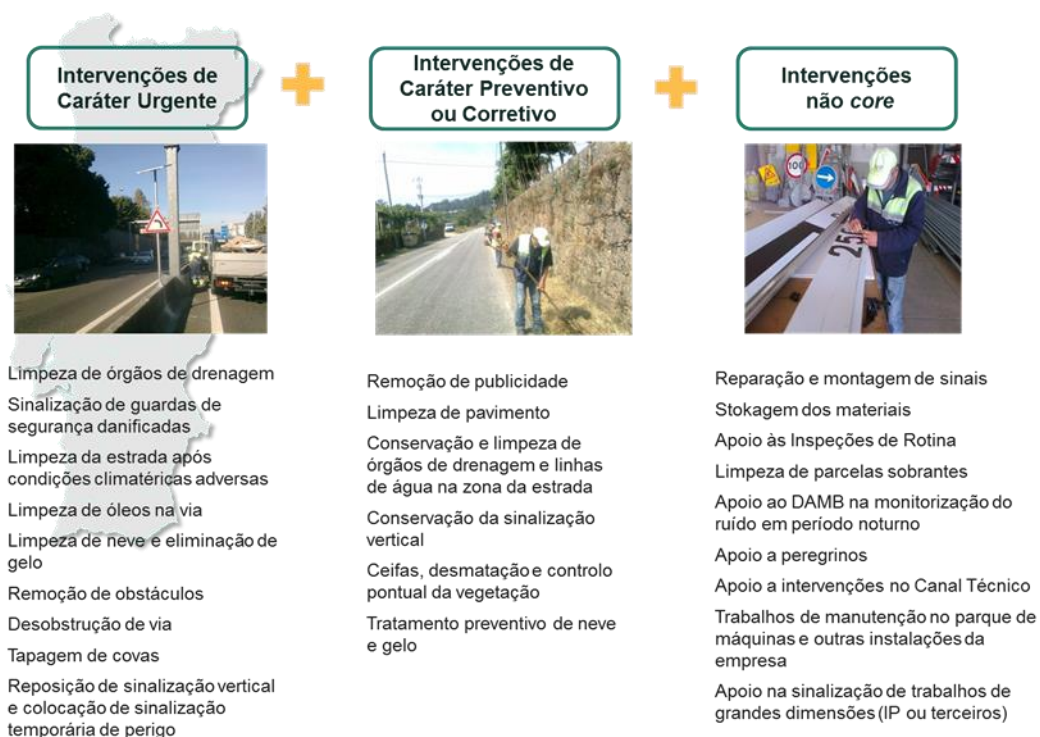 Intervenções de
Caráter Urgente
Intervenções de
Caráter Preventivo
ou Corretivo
Intervenções
não core
100
250
Limpeza de órgãos de drenagem
Sinalização de guardas de
segurança danificadas
Limpeza da estrada após
condições climatéricas adversas
Limpeza de óleos na via
Limpeza de neve e eliminação de
gelo
Remoção de obstáculos
Desobstrução de via
Tapagem de covas
Reposição de sinalização vertical
e colocação de sinalização
temporária de perigo
Remoção de publicidade
Limpeza de pavimento
Conservação e limpeza de
órgãos de drenagem e linhas
de água na zona da estrada
Conservação da sinalização
vertical
Ceifas, desmatação e controlo
pontual da vegetação
Tratamento preventivo de neve
e gelo
Reparação e montagem de sinais
Stokagem dos materiais
Apoio às Inspeções de Rotina
Limpeza de parcelas sobrantes
Apoio ao DAMB na monitorização do
ruído em período noturno
Apoio a peregrinos
Apoio a intervenções no Canal Técnico
Trabalhos de manutenção no parque de
máquinas e outras instalações da
empresa
Apoio na sinalização de trabalhos de
grandes dimensões (IP ou terceiros)